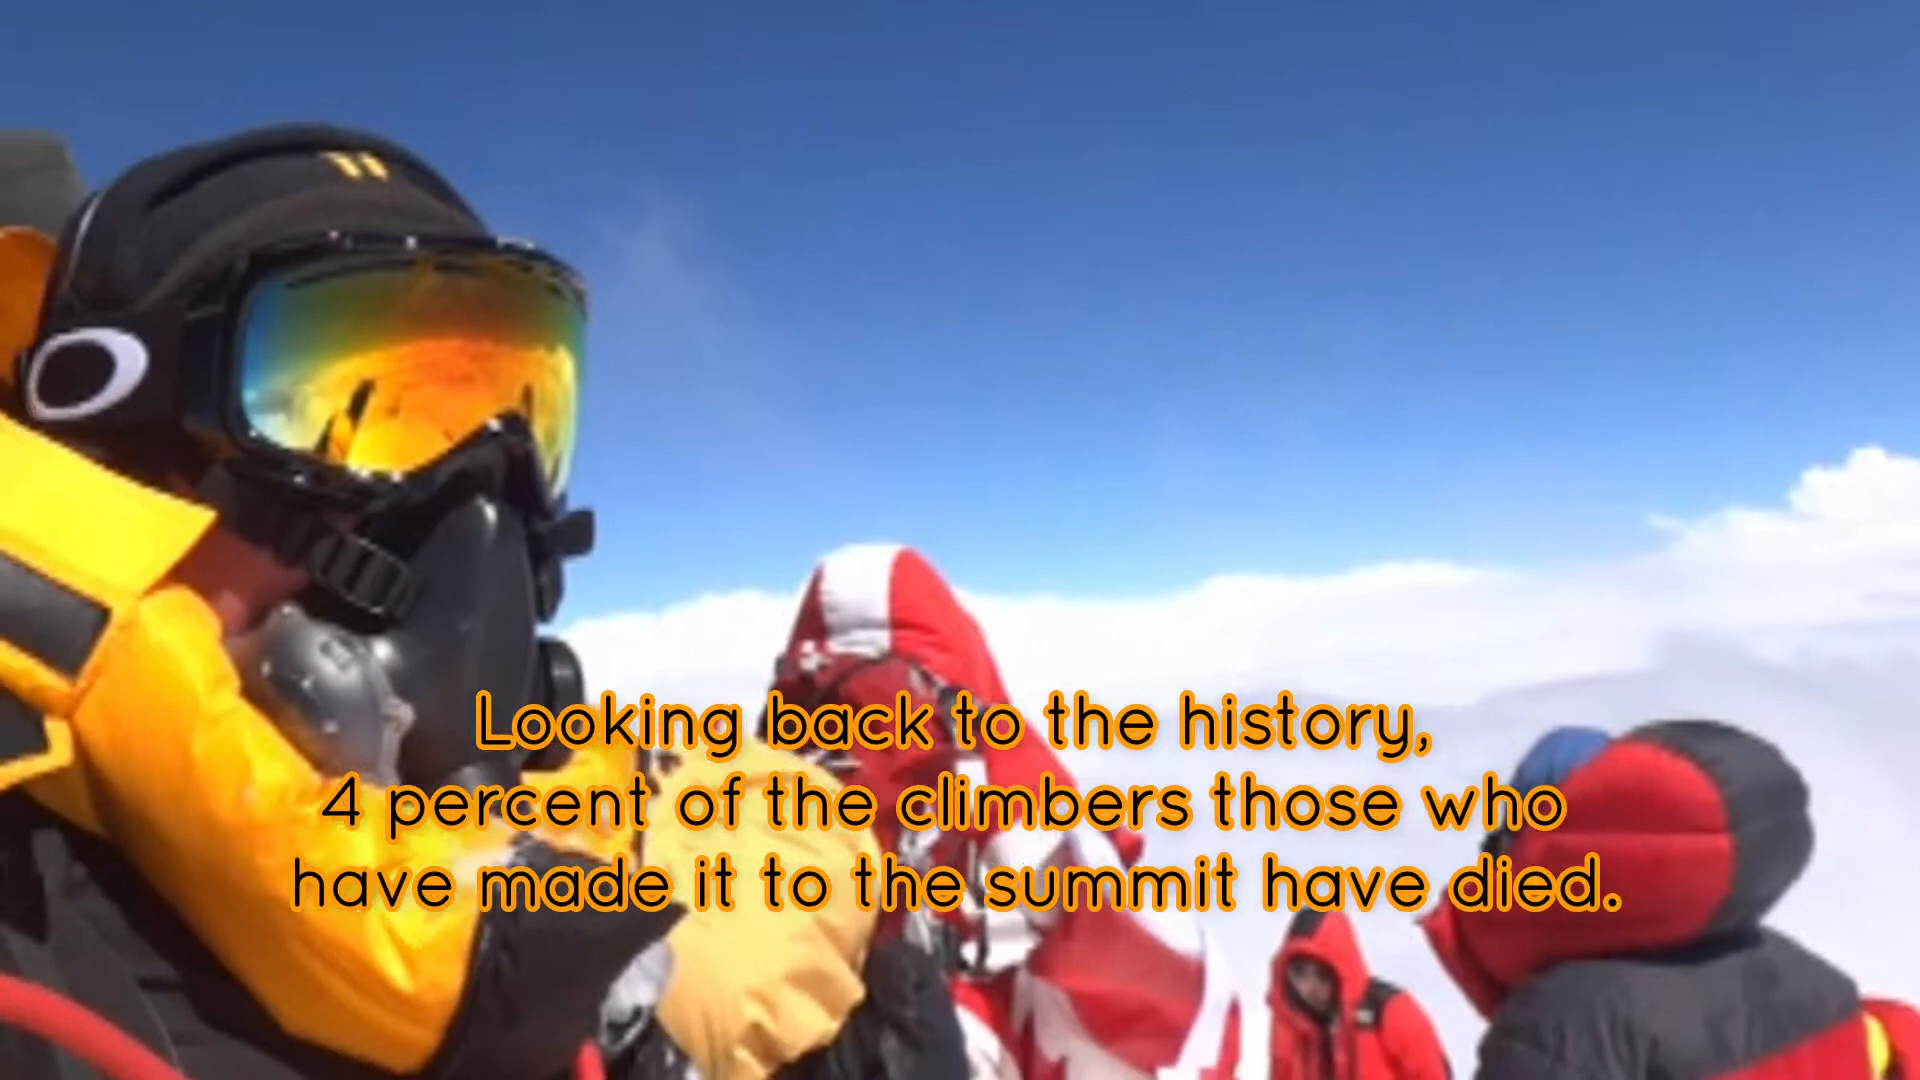 Looking back to the history,
4 percent of the climbers those who
have made it to the summit have died.